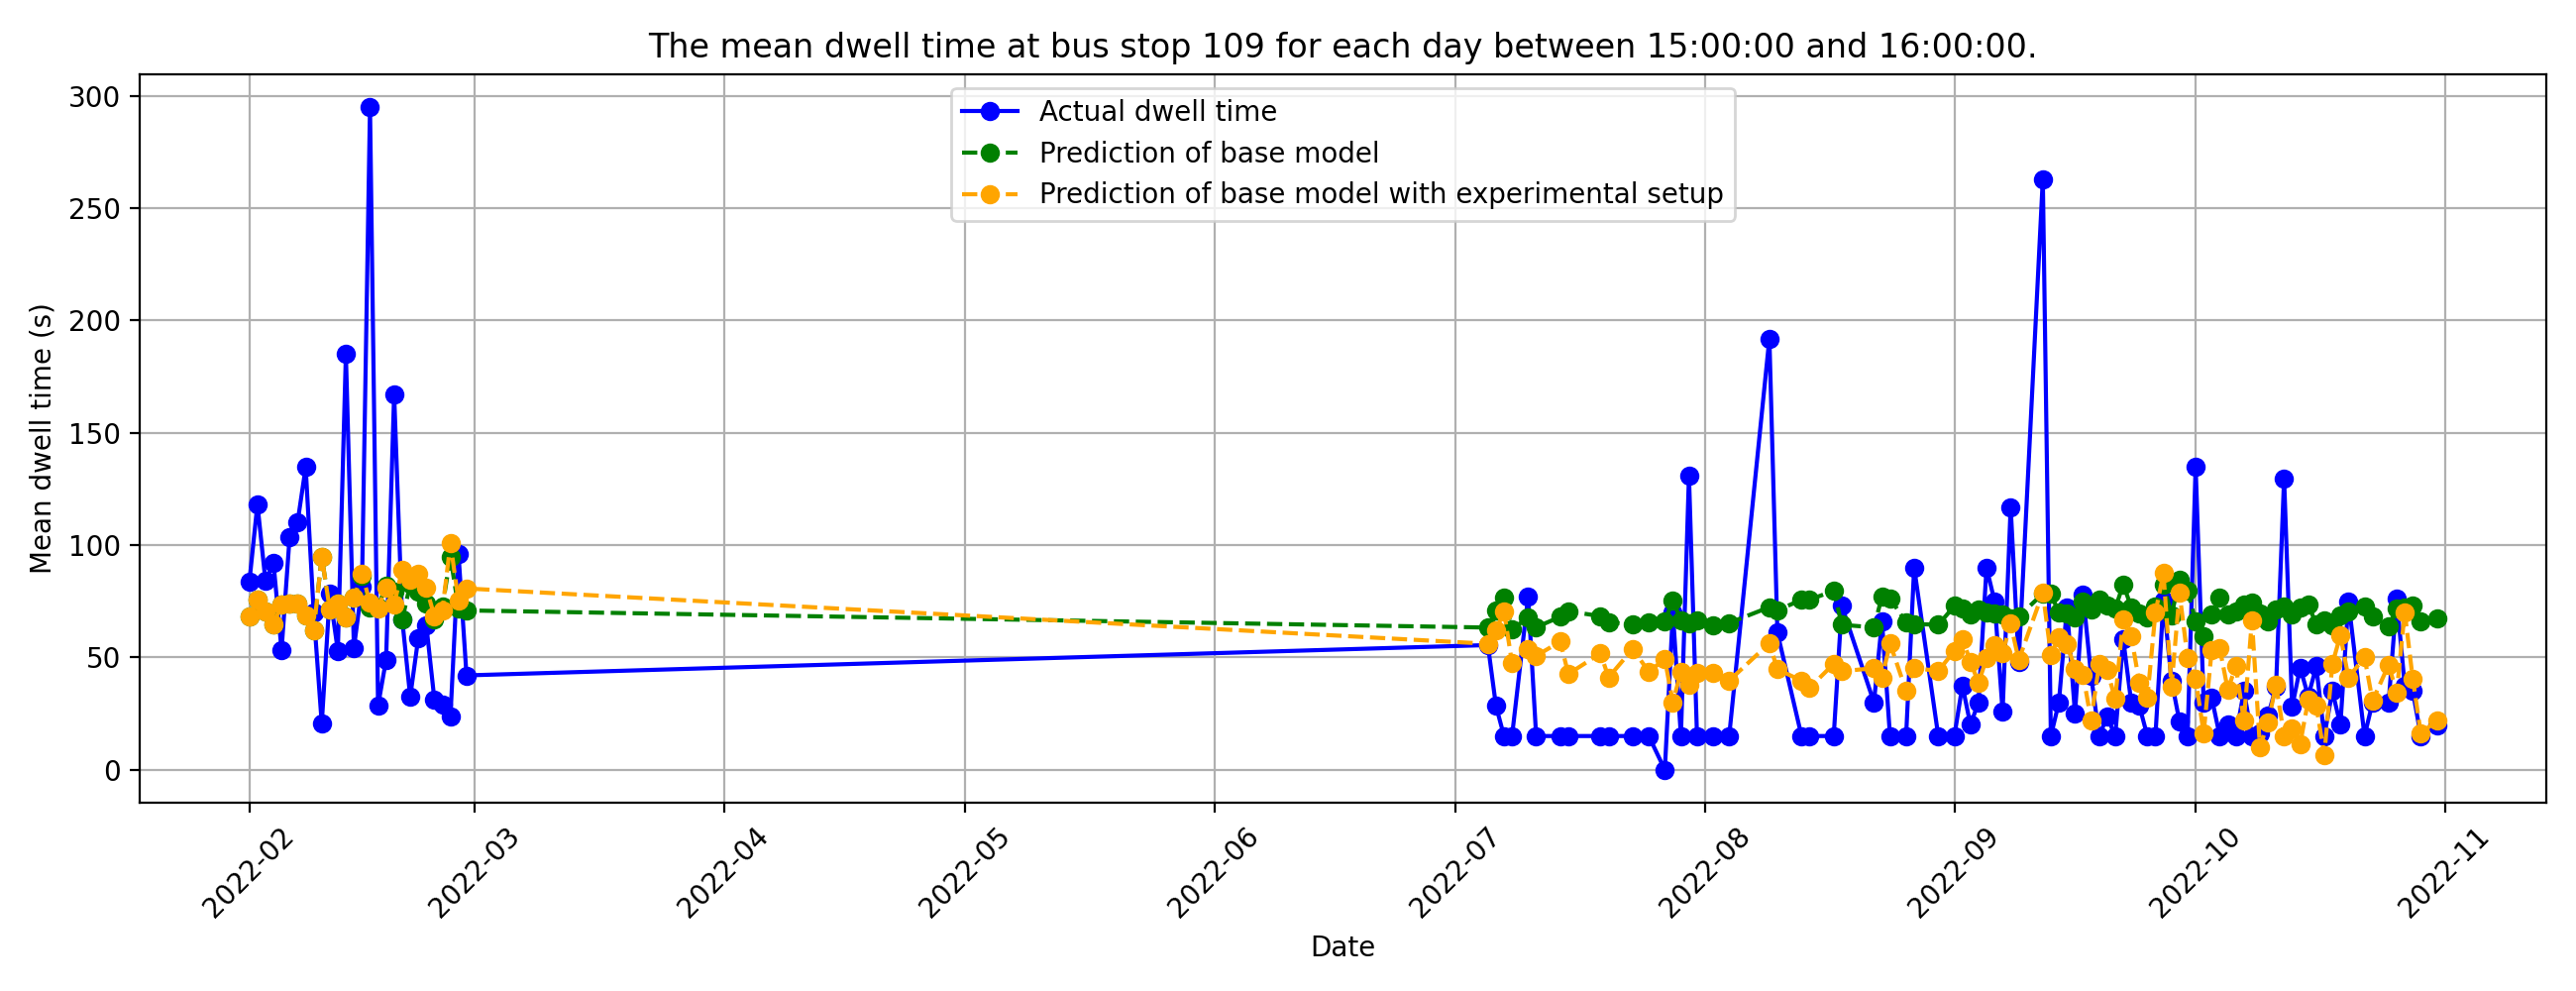 The mean dwell time at bus stop 109 for each day between 15:00:00 and 16:00:00.
Actual dwell time
Prediction of base model
Prediction of base model with experimental setup
Mean dwell time (s)
300
250
200
150
100
50
0
2022-02
2022-03
2022-04
2022-05
2022-06
2022-07
2022-08
2022-09
2022-10
2022-11
Date